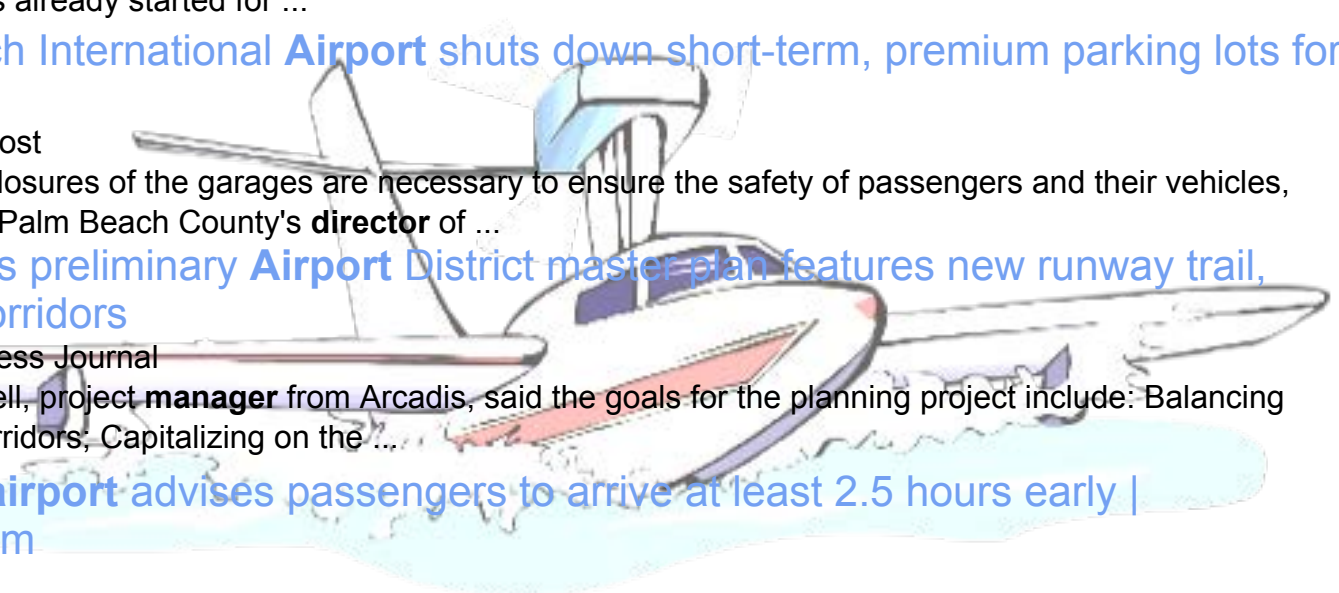 s already started for ...
ch International Airport shuts down short-term, premium parking lots for
ost
losures of the garages are necessary to ensure the safety of passengers and their vehicles,
Palm Beach County's director of ...
s preliminary Airport District master plan features new runway trail,
orridors
ess Journal
ell, project manager from Arcadis, said the goals for the planning project include: Balancing
rridors; Capitalizing on the ...
airport advises passengers to arrive at least 2.5 hours early |
m